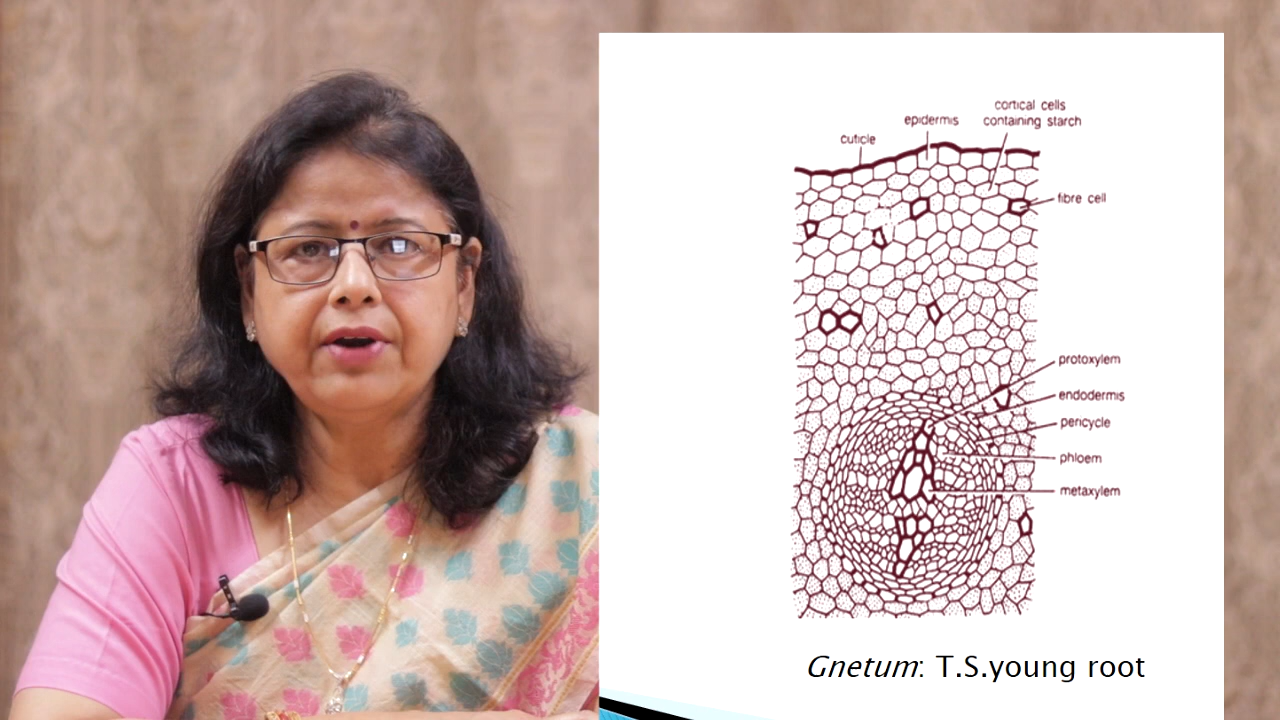 cortical cells
containing starch
epidermis
cuticle
fibre cell
protoxylem
endodermis
pericycle
phloem
metaxylem
Gnetum: T.S.young root